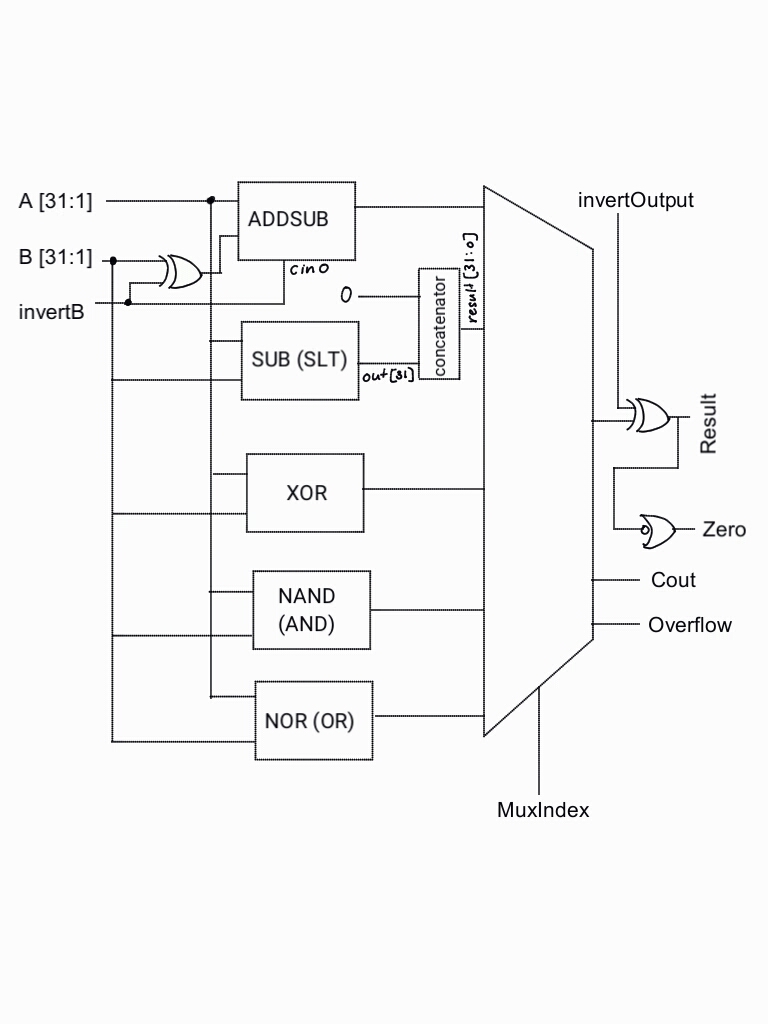 A [31:1]
B [31:1]
invertB
ADDSUB
cin 0
0
SUB (SLT)
out[31]
concatenator
result [31:0]
XOR
NAND
(AND)
NOR (OR)
invertOutput
Result
Zero
Cout
Overflow
MuxIndex